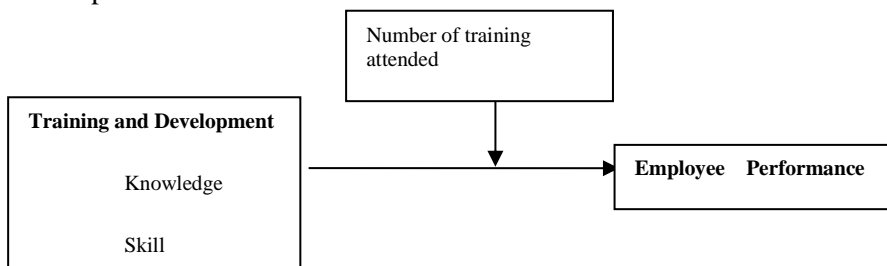 Number of training
attended
Training and Development
Knowledge
Employee Performance
Skill